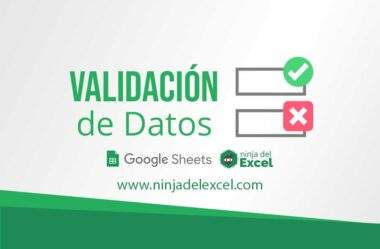 VALIDACIÓN
de Datos
Google Sheets ninja del Excel
www.ninjadelexcel.com